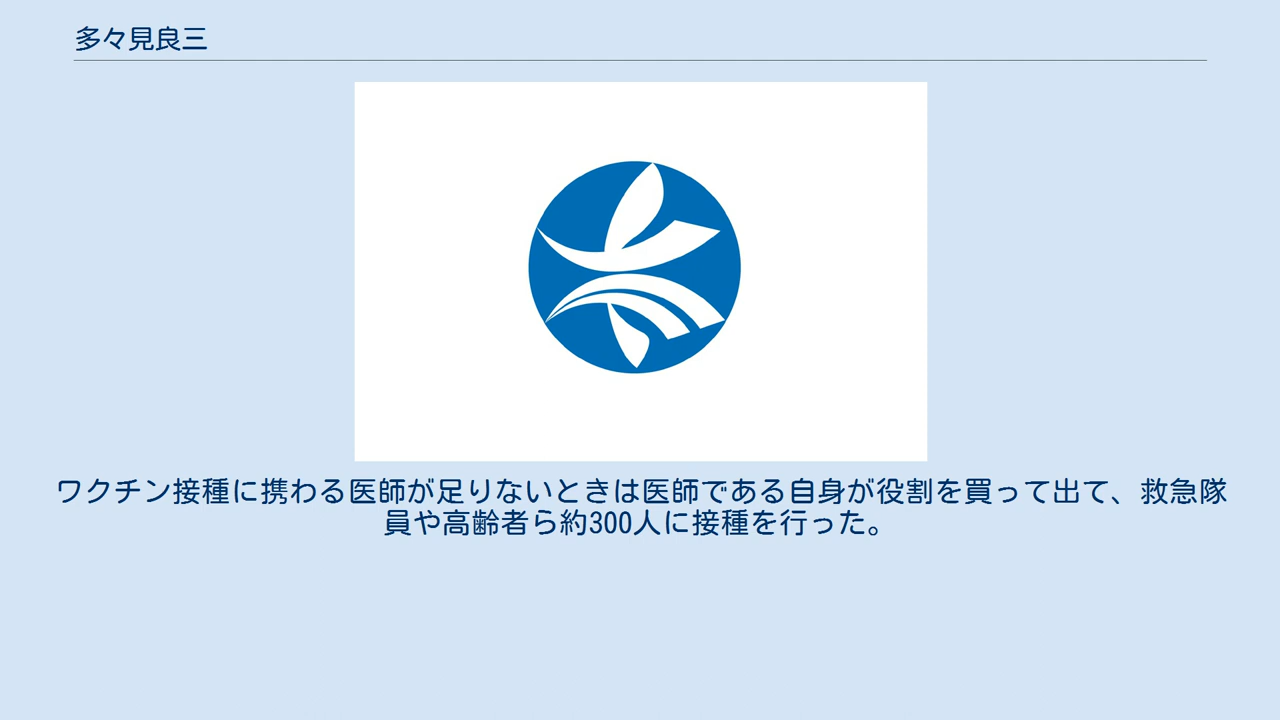 多々見良三
ワクチン接種に携わる医師が足りないときは医師である自身が役割を買って出て、救急隊
員や高齢者ら約300人に接種を行った。